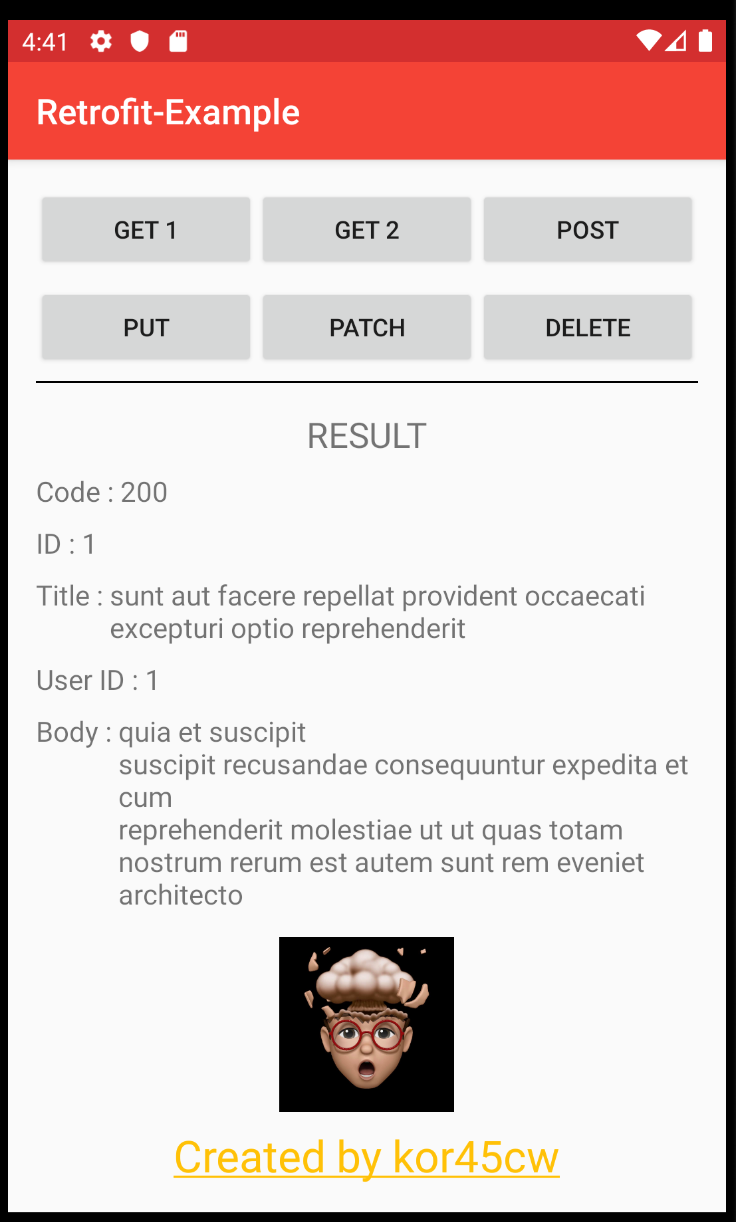 4:41
Retrofit-Example
GET 1 GET 2 POST
PUT PATCH DELETE
RESULT
Code : 200
ID : 1
Title : sunt aut facere repellat provident occaecati
excepturi optio reprehenderit
User ID : 1
Body : quia et suscipit
suscipit recusandae consequuntur expedita et
cum
reprehenderit molestiae ut ut quas totam
nostrum rerum est autem sunt rem eveniet
architecto
Created by kor45cw